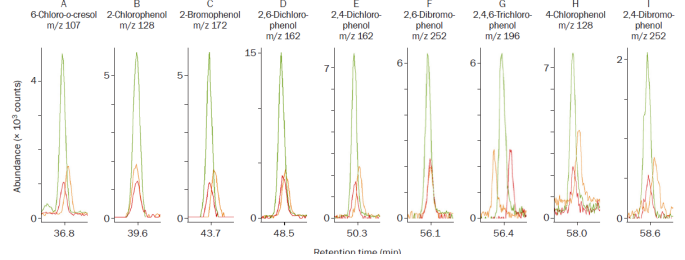 A
6-Chloro-o-cresol
m/z 107
B
2-Chlorophenol
m/z 128
C
2-Bromophenol
m/z 172
D
2,6-Dichloro-
phenol
m/z 162
E
2,4-Dichloro-
phenol
m/z 162
F
2,6-Dibromo-
phenol
m/z 252
G
2,4,6-Trichloro-
phenol
m/z 196
H
4-Chlorophenol
m/z 128
I
2,4-Dibromo-
phenol
m/z 252
Abundance (× 10³ counts)
4
0
5
0
5
0
15
5
0
7
0
6
0
6
0
7
0
2
0
36.8
39.6
43.7
48.5
50.3
56.1
56.4
58.0
58.6
Retention time (min)